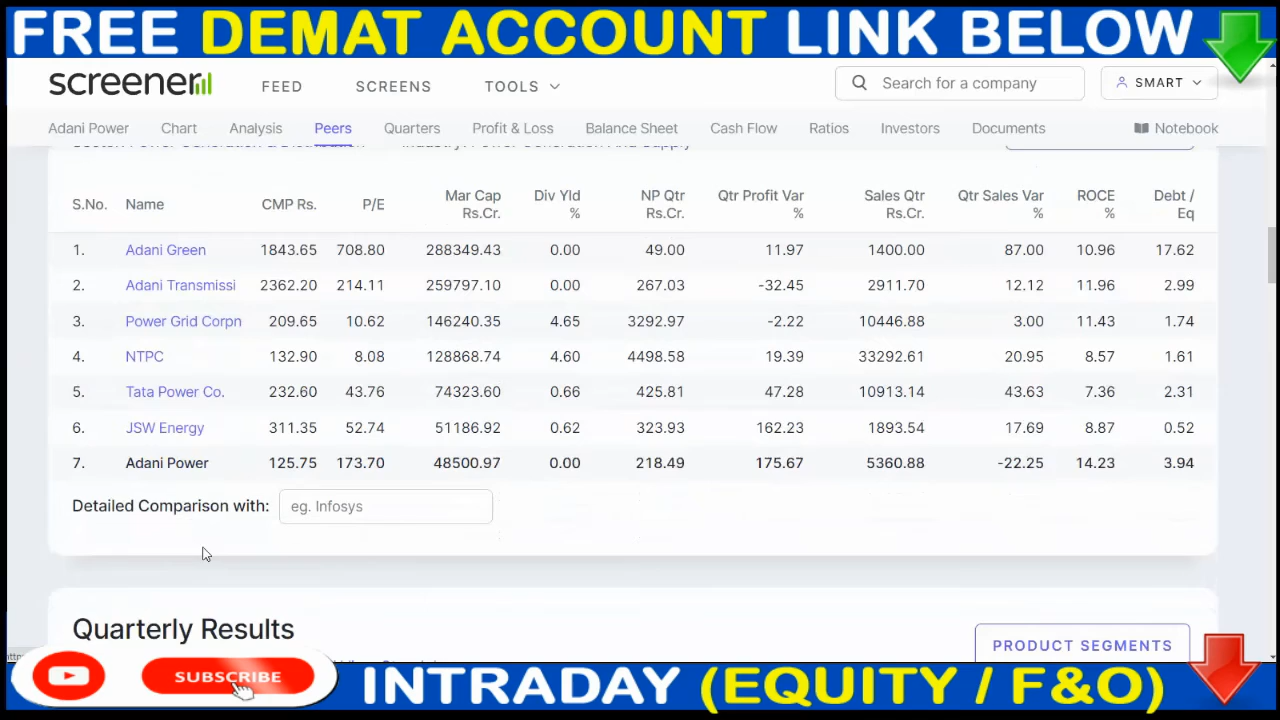 FREE DEMAT ACCOUNT LINK BELOW
screener
FEED SCREENS TOOLS
Search for a company
SMART
Adani Power Chart Analysis Peers Quarters Profit & Loss Balance Sheet Cash Flow Ratios Investors Documents Notebook
S.No. Name CMP Rs. P/E Mar Cap Rs.Cr. Div Yld % NP Qtr Rs.Cr. Qtr Profit Var % Sales Qtr Rs.Cr. Qtr Sales Var % ROCE % Debt / Eq
1. Adani Green 1843.65 708.80 288349.43 0.00 49.00 11.97 1400.00 87.00 10.96 17.62
2. Adani Transmissi 2362.20 214.11 259797.10 0.00 267.03 -32.45 2911.70 12.12 11.96 2.99
3. Power Grid Corpn 209.65 10.62 146240.35 4.65 3292.97 -2.22 10446.88 3.00 11.43 1.74
4. NTPC 132.90 8.08 128868.74 4.60 4498.58 19.39 33292.61 20.95 8.57 1.61
5. Tata Power Co. 232.60 43.76 74323.60 0.66 425.81 47.28 10913.14 43.63 7.36 2.31
6. JSW Energy 311.35 52.74 51186.92 0.62 323.93 162.23 1893.54 17.69 8.87 0.52
7. Adani Power 125.75 173.70 48500.97 0.00 218.49 175.67 5360.88 -22.25 14.23 3.94
Detailed Comparison with: eg. Infosys
Quarterly Results
PRODUCT SEGMENTS
SUBSCRIBE
INTRADAY (EQUITY / F&O)